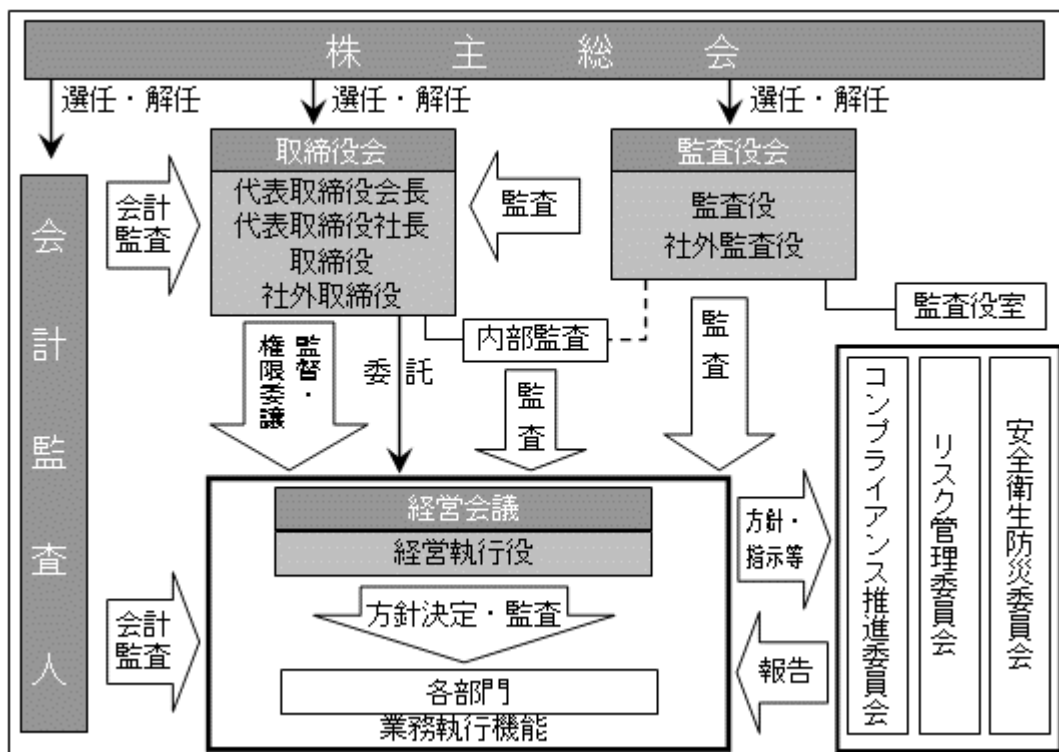 株主総会
選任・解任
選任・解任
選任・解任
取締役会
代表取締役会長
代表取締役社長
取締役
社外取締役
監査役会
監査役
社外監査役
会計
監査
監査
会計監査人
監査役室
内部監査
監督・
権限委譲
委託
監査
監査
コンプライアンス推進委員会
リスク管理委員会
安全衛生防災委員会
経営会議
経営執行役
方針・
指示等
方針決定・監査
会計
監査
報告
各部門
業務執行機能